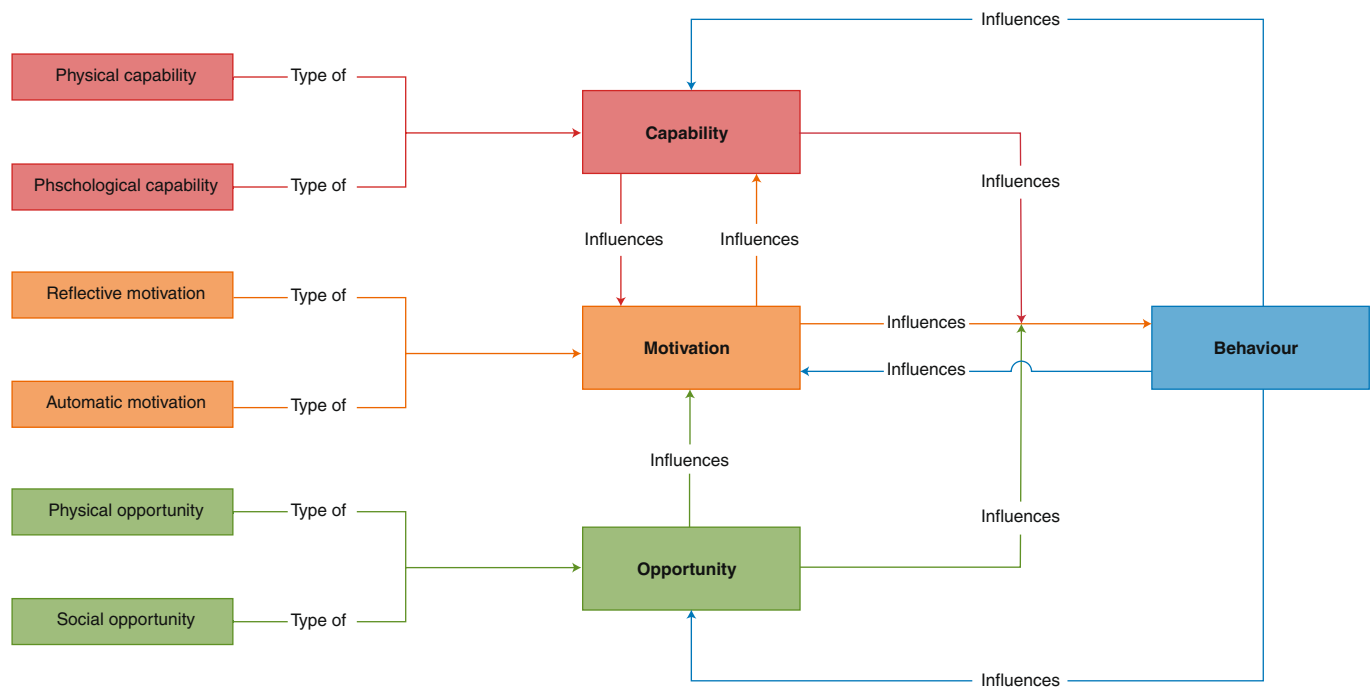 Influences
Physical capability
Type of
Capability
Phschological capability
Type of
Influences
Influences
Influences
Reflective motivation
Type of
Influences
Motivation
Behaviour
Influences
Automatic motivation
Type of
Influences
Physical opportunity
Type of
Influences
Opportunity
Social opportunity
Type of
Influences